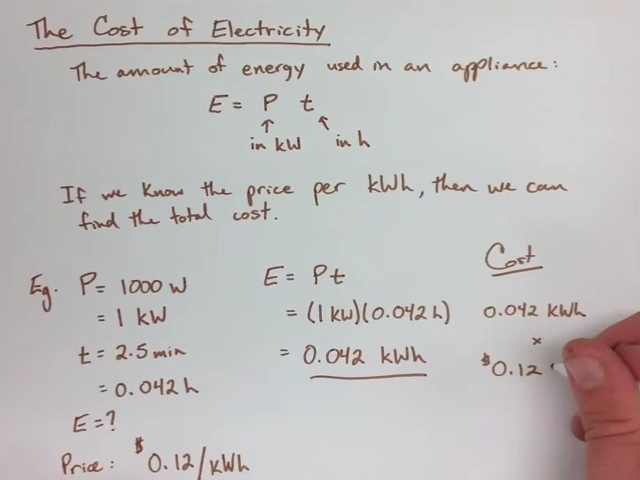 The Cost of Electricity
The amount of energy used in an appliance:
E = P t
in kW in h
If we know the price per kWh, then we can
find the total cost.
Eg. P = 1000 W
= 1 kW
t = 2.5 min
= 0.042 h
E = ?
Price: $0.12/kWh
E = Pt
= (1 kW)(0.042 h)
= 0.042 kWh
Cost
0.042 kWh
×
$0.12